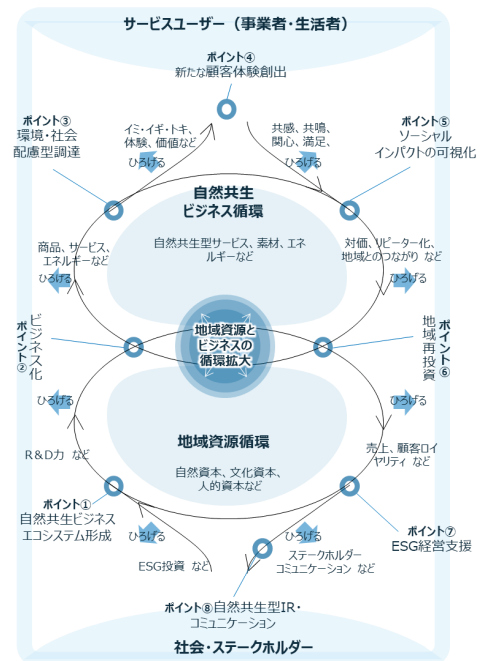 サービスユーザー（事業者・生活者）
ポイント④
新たな顧客体験創出
ポイント③
環境・社会
配慮型調達
イミ・イギ・トキ、
体験、価値など
ひろげる
共感、共鳴、
関心、満足、
ひろげる
ポイント⑤
ソーシャル
インパクトの可視化
自然共生
ビジネス循環
自然共生型サービス、素材、エネ
ルギーなど
商品、サービス、
エネルギーなど
ひろげる
対価、リピーター化、
地域とのつながり など
ひろげる
ポイント②
ビジネス化
地域資源と
ビジネスの
循環拡大
地域再投資
ポイント⑥
ひろげる
ひろげる
地域資源循環
自然資本、文化資本、
人的資本など
R&D力 など
売上、顧客ロイ
ヤリティ など
ポイント①
自然共生ビジネス
エコシステム形成
ひろげる
ESG投資 など
ひろげる
ステークホルダー
コミュニケーション など
ポイント⑦
ESG経営支援
ポイント⑧自然共生型IR・
コミュニケーション
社会・ステークホルダー